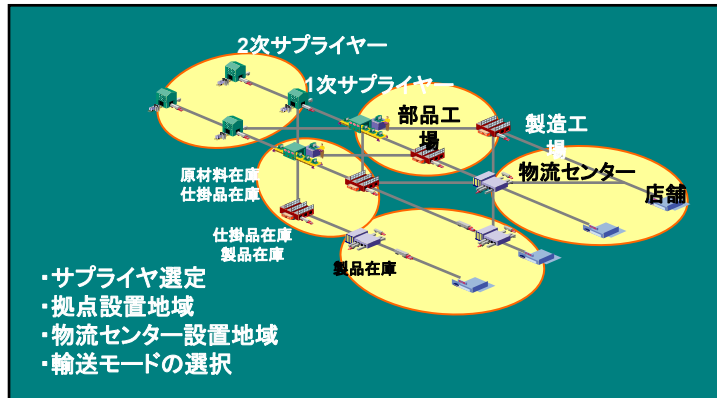 2次サプライヤー
1次サプライヤー
部品工
場
製造工
場
物流センター
店舗
原材料在庫
仕掛品在庫
仕掛品在庫
製品在庫
製品在庫
・サプライヤ選定
・拠点設置地域
・物流センター設置地域
・輸送モードの選択